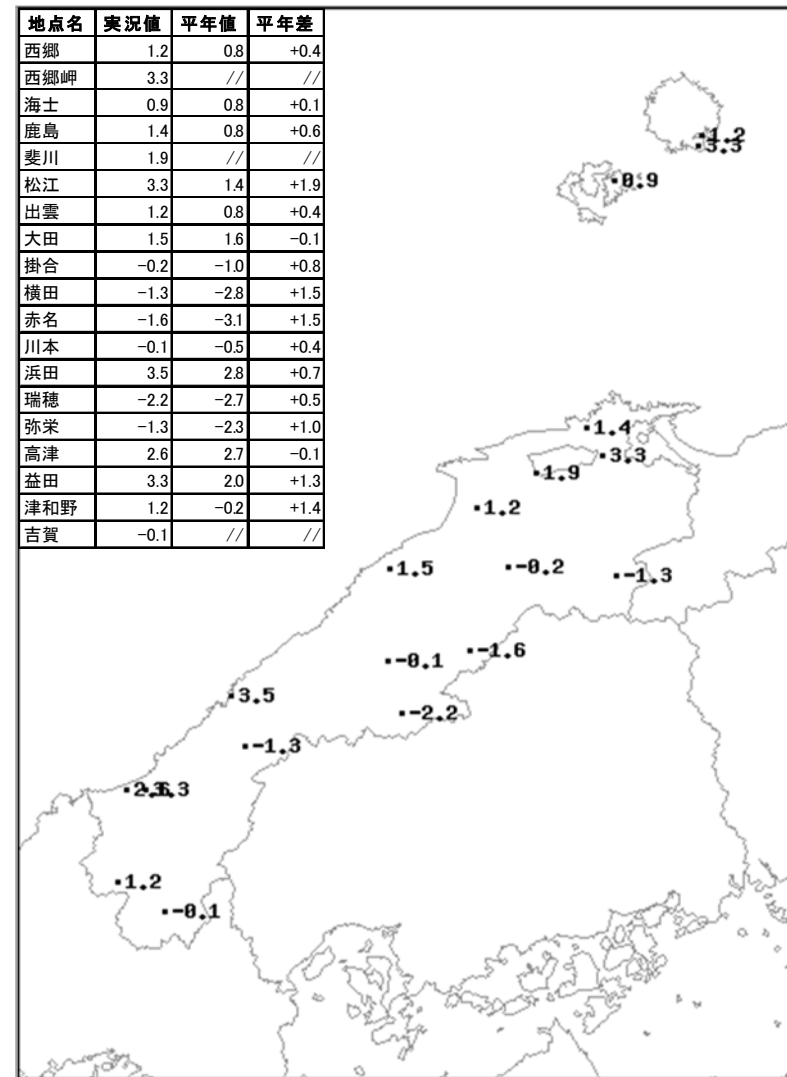 地点名 実況値 平年値 平年差
西郷 1.2 0.8 +0.4
西郷岬 3.3 // //
海士 0.9 0.8 +0.1
鹿島 1.4 0.8 +0.6
斐川 1.9 // //
松江 3.3 1.4 +1.9
出雲 1.2 0.8 +0.4
大田 1.5 1.6 -0.1
掛合 -0.2 -1.0 +0.8
横田 -1.3 -2.8 +1.5
赤名 -1.6 -3.1 +1.5
川本 -0.1 -0.5 +0.4
浜田 3.5 2.8 +0.7
瑞穂 -2.2 -2.7 +0.5
弥栄 -1.3 -2.3 +1.0
高津 2.6 2.7 -0.1
益田 3.3 2.0 +1.3
津和野 1.2 -0.2 +1.4
吉賀 -0.1 // //
1.2
3.3
0.9
1.4
3.3
1.9
1.2
1.5
-0.2
-1.3
-1.6
-0.1
-2.2
3.5
-1.3
2.6
3.3
1.2
-0.1